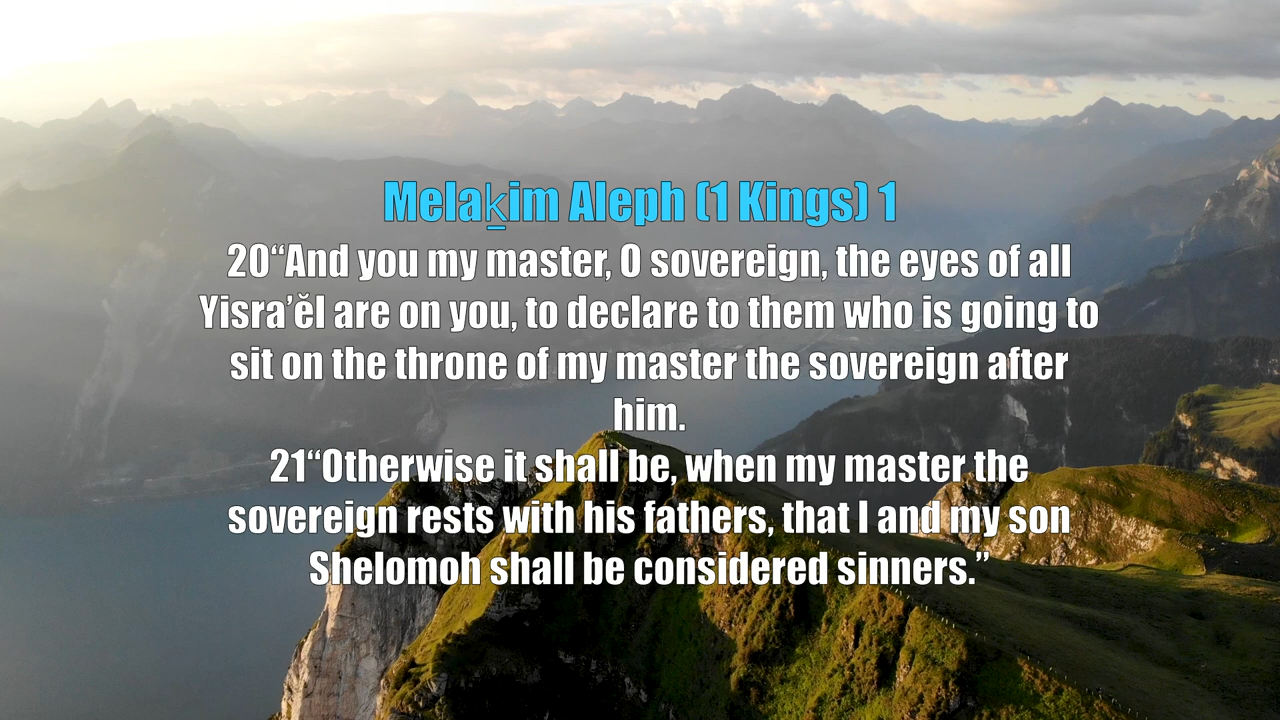 Melaḵim Aleph (1 Kings) 1
20“And you my master, O sovereign, the eyes of all
Yisra’ĕl are on you, to declare to them who is going to
sit on the throne of my master the sovereign after
him.
21“Otherwise it shall be, when my master the
sovereign rests with his fathers, that I and my son
Shelomoh shall be considered sinners.”